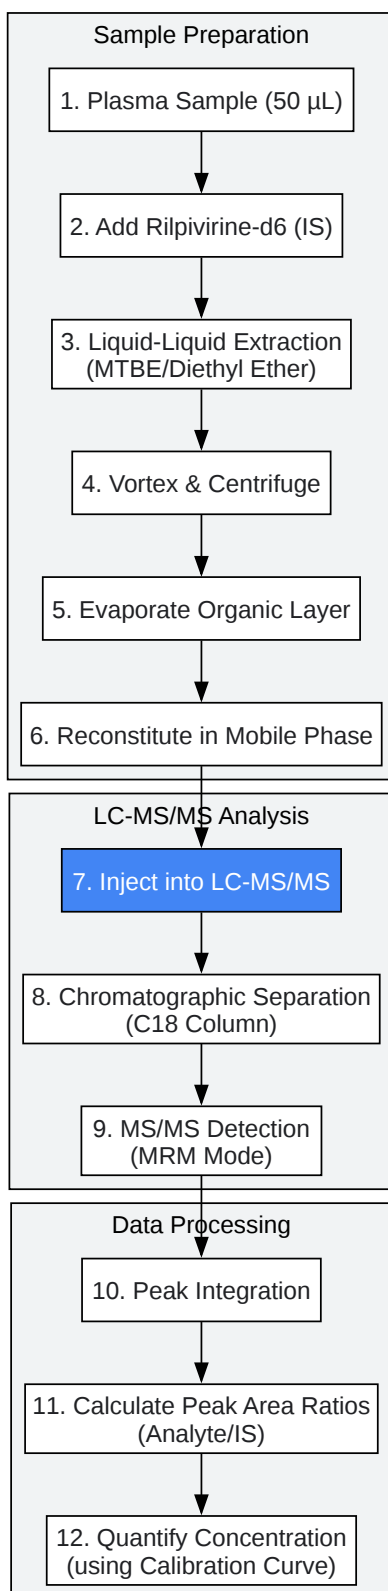 Sample Preparation
1. Plasma Sample (50 µL)
2. Add Rilpivirine-d6 (IS)
3. Liquid-Liquid Extraction
(MTBE/Diethyl Ether)
4. Vortex & Centrifuge
5. Evaporate Organic Layer
6. Reconstitute in Mobile Phase
LC-MS/MS Analysis
7. Inject into LC-MS/MS
8. Chromatographic Separation
(C18 Column)
9. MS/MS Detection
(MRM Mode)
Data Processing
10. Peak Integration
11. Calculate Peak Area Ratios
(Analyte/IS)
12. Quantify Concentration
(using Calibration Curve)